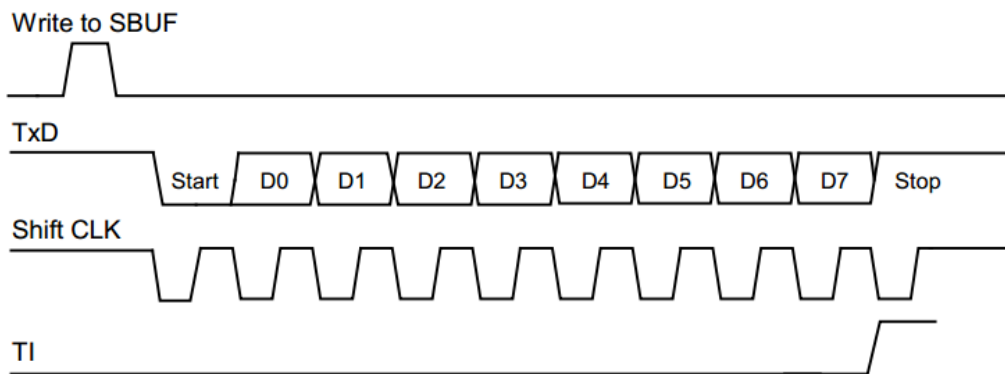 Write to SBUF
TxD
Start D0 D1 D2 D3 D4 D5 D6 D7 Stop
Shift CLK
TI